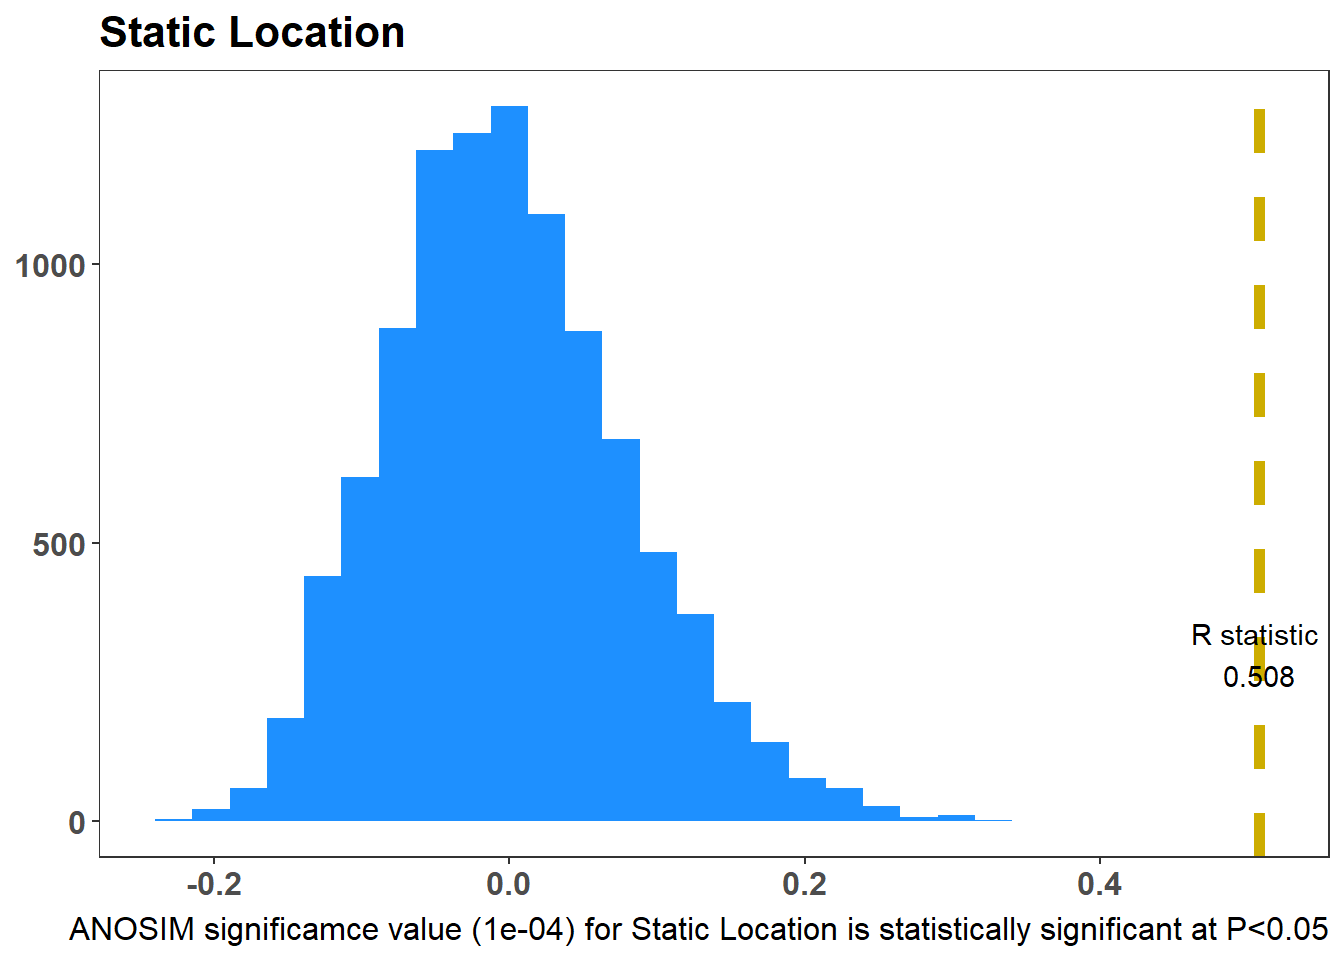 Static Location
1000
500
0
R statistic
0.508
-0.2 0.0 0.2 0.4
ANOSIM significamce value (1e-04) for Static Location is statistically significant at P<0.05